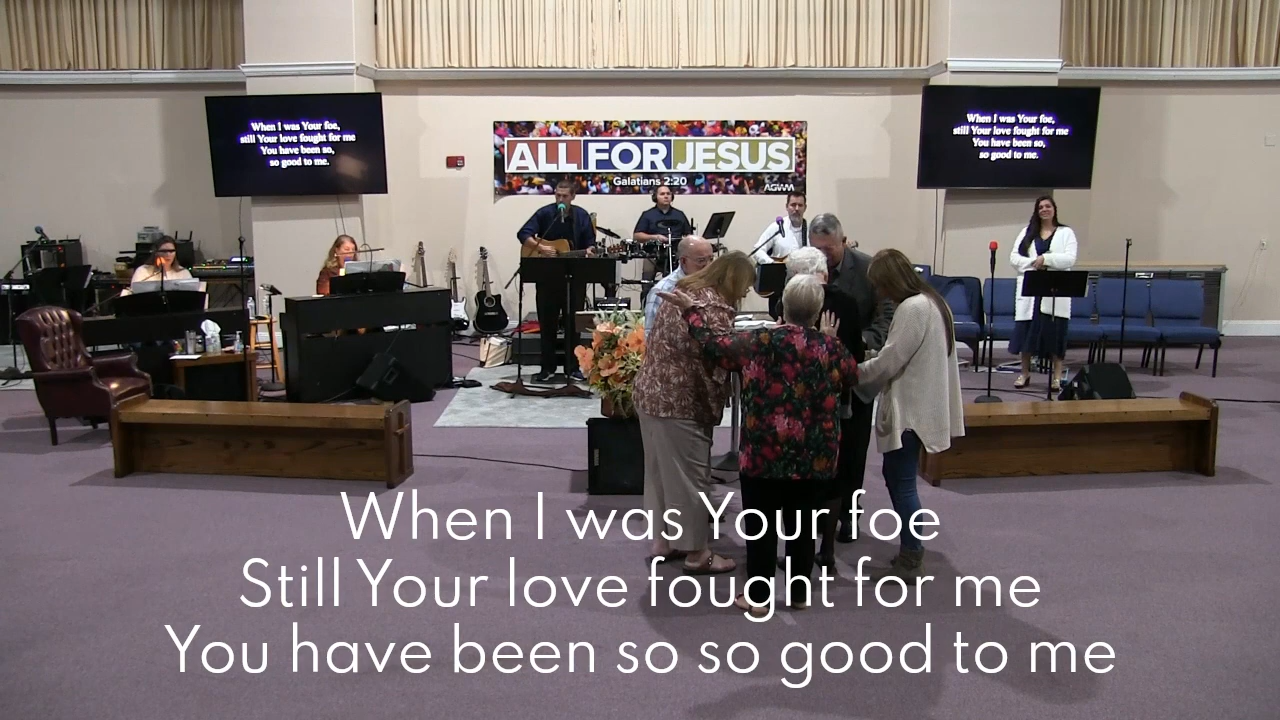 When I was Your foe,
still Your love fought for me
You have been so,
so good to me.
ALL FOR JESUS
Galatians 2:20
AGWM
When I was Your foe,
still Your love fought for me
You have been so,
so good to me.
When I was Your foe
Still Your love fought for me
You have been so so good to me